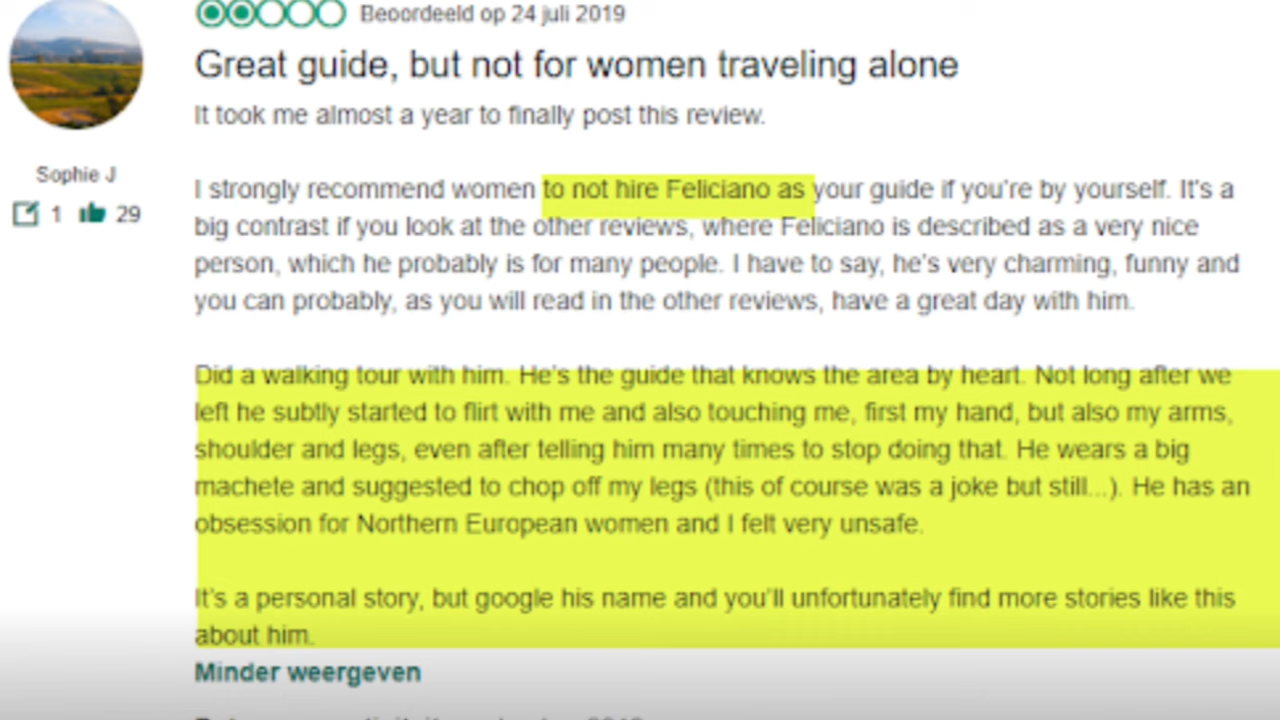 Beoordeeld op 24 juli 2019
Great guide, but not for women traveling alone
It took me almost a year to finally post this review.
Sophie J
1 29
I strongly recommend women to not hire Feliciano as your guide if you're by yourself. It's a
big contrast if you look at the other reviews, where Feliciano is described as a very nice
person, which he probably is for many people. I have to say, he's very charming, funny and
you can probably, as you will read in the other reviews, have a great day with him.
Did a walking tour with him. He's the guide that knows the area by heart. Not long after we
left he subtly started to flirt with me and also touching me, first my hand, but also my arms,
shoulder and legs, even after telling him many times to stop doing that. He wears a big
machete and suggested to chop off my legs (this of course was a joke but still...). He has an
obsession for Northern European women and I felt very unsafe.
It's a personal story, but google his name and you'll unfortunately find more stories like this
about him.
Minder weergeven